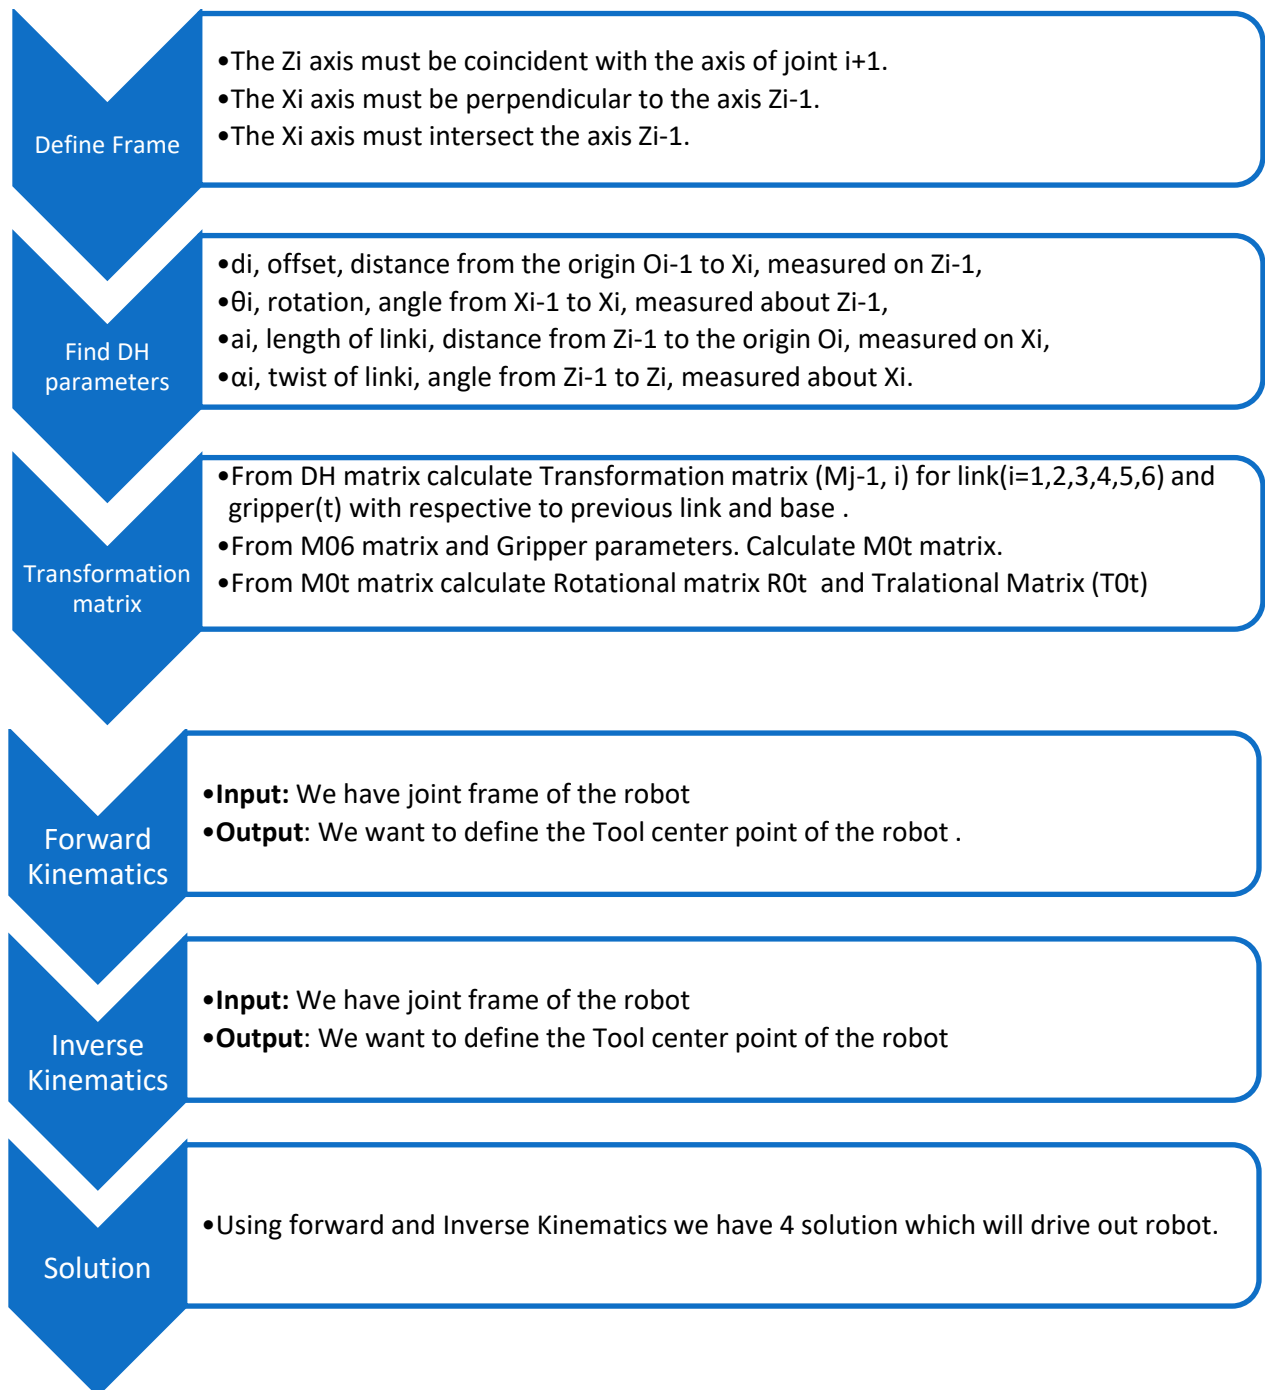 Define Frame
•The Zi axis must be coincident with the axis of joint i+1.
•The Xi axis must be perpendicular to the axis Zi-1.
•The Xi axis must intersect the axis Zi-1.
Find DH
parameters
•di, offset, distance from the origin Oi-1 to Xi, measured on Zi-1,
•θi, rotation, angle from Xi-1 to Xi, measured about Zi-1,
•ai, length of linki, distance from Zi-1 to the origin Oi, measured on Xi,
•αi, twist of linki, angle from Zi-1 to Zi, measured about Xi.
Transformation
matrix
•From DH matrix calculate Transformation matrix (Mj-1, i) for link(i=1,2,3,4,5,6) and
gripper(t) with respective to previous link and base .
•From M06 matrix and Gripper parameters. Calculate M0t matrix.
•From M0t matrix calculate Rotational matrix R0t  and Tralational Matrix (T0t)
Forward
Kinematics
•Input: We have joint frame of the robot
•Output: We want to define the Tool center point of the robot .
Inverse
Kinematics
•Input: We have joint frame of the robot
•Output: We want to define the Tool center point of the robot
Solution
•Using forward and Inverse Kinematics we have 4 solution which will drive out robot.